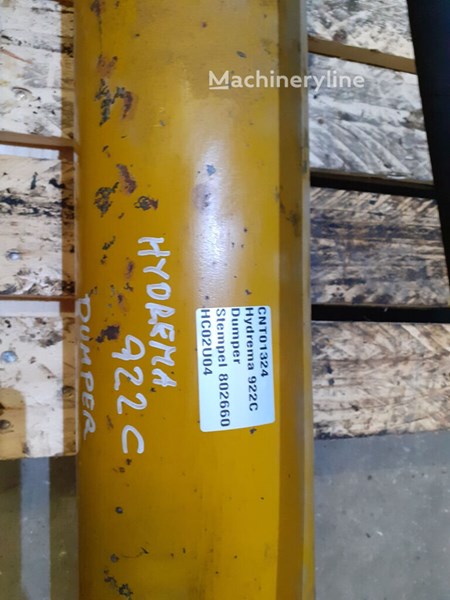 Machineryline
HYDREMA
922C
DUMPER
CNT01324
Hydrema 922C
Dumper
Stempel 802660
HC02U04